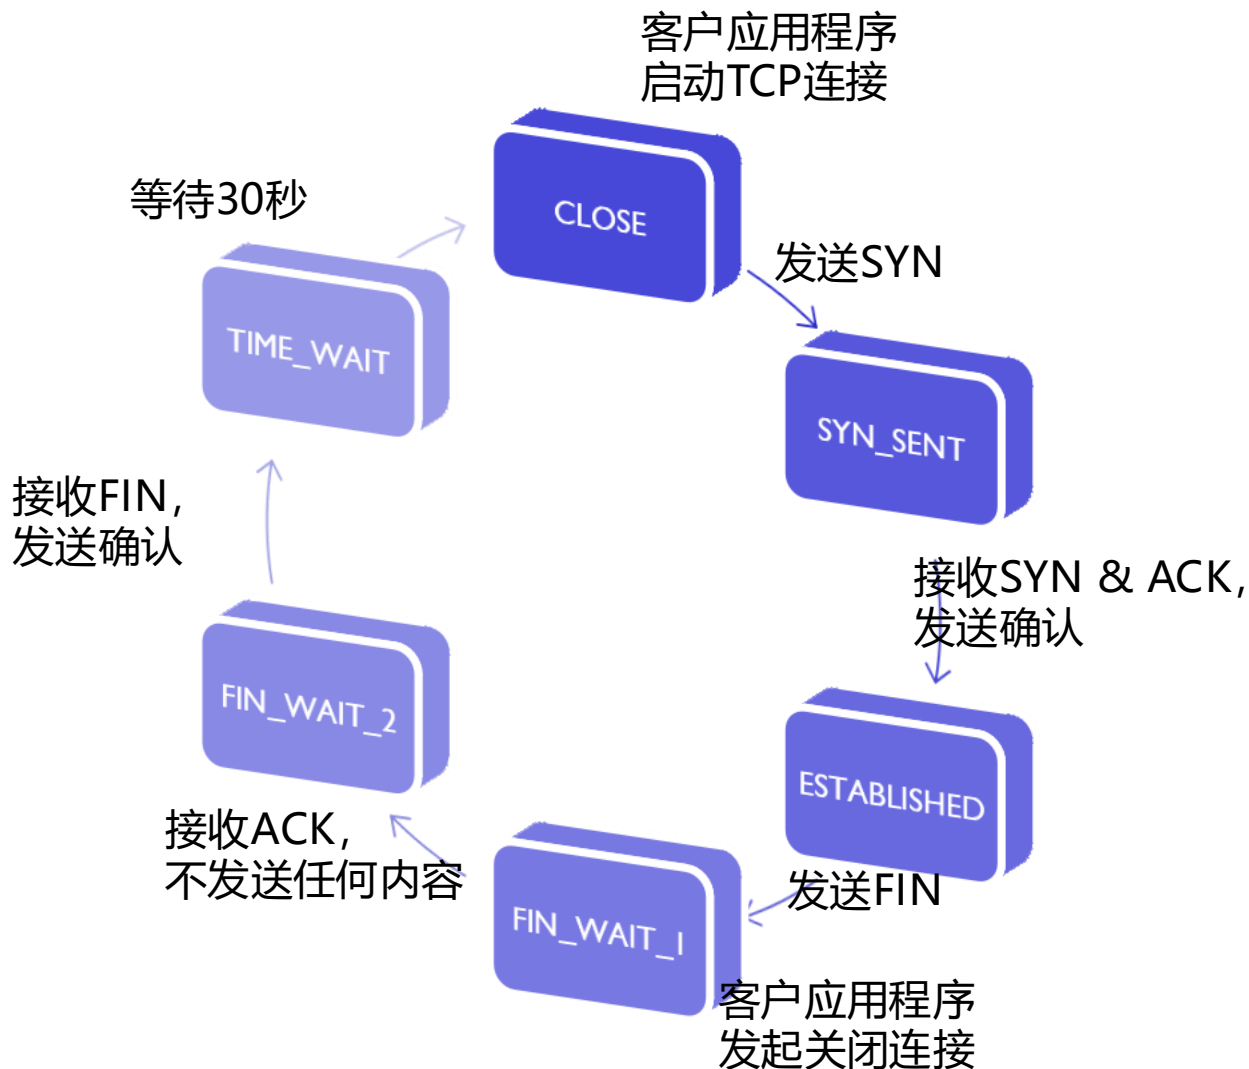 客户应用程序
启动TCP连接
CLOSE
发送SYN
SYN_SENT
接收SYN & ACK,
发送确认
ESTABLISHED
发送FIN
客户应用程序
发起关闭连接
FIN_WAIT_1
接收ACK,
不发送任何内容
FIN_WAIT_2
接收FIN,
发送确认
TIME_WAIT
等待30秒